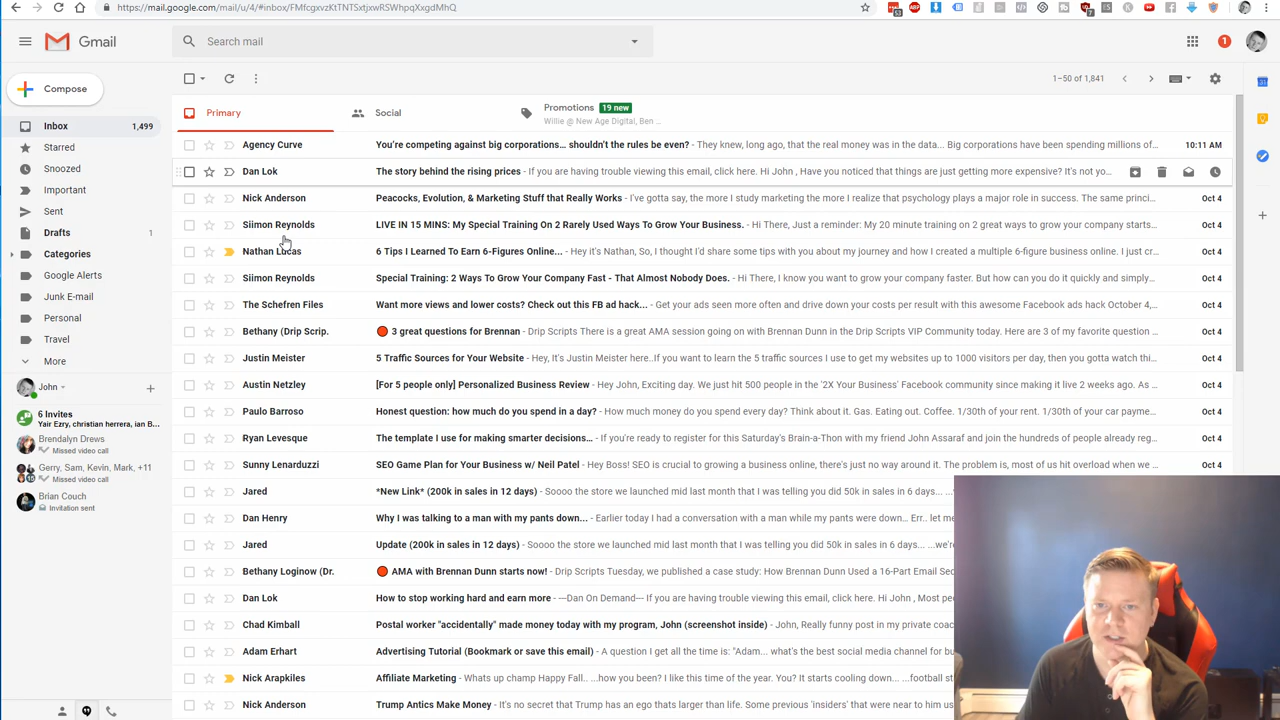 https://mail.google.com/mail/u/4/#inbox/FMfcgxvzKtTNTSxtjxwRSWhpqXxgdMhQ
Gmail
Search mail
1
Compose
1–50 of 1,841
Inbox 1,499
Starred
Snoozed
Important
Sent
Drafts 1
Categories
Google Alerts
Junk E-mail
Personal
Travel
More
John
6 Invites
Yair Ezry, christian herrera, ian B...
Brendalyn Drews
Missed video call
Gerry, Sam, Kevin, Mark, +11
Missed video call
Brian Couch
Invitation sent
Primary
Social
Promotions 19 new
Willie @ New Age Digital, Ben ...
Agency Curve You're competing against big corporations… shouldn't the rules be even? - They knew, long ago, that the real money was in the data... Big corporations have been spending millions of... 10:11 AM
Dan Lok The story behind the rising prices - If you are having trouble viewing this email, click here. Hi John , Have you noticed that things are just getting more expensive? It's not yo...
Nick Anderson Peacocks, Evolution, & Marketing Stuff that Really Works - I've gotta say, the more I study marketing the more I realize that psychology plays a major role in success. The same princi... Oct 4
Siimon Reynolds LIVE IN 15 MINS: My Special Training On 2 Rarely Used Ways To Grow Your Business. - Hi There, Just a reminder: My 20 minute training on 2 great ways to grow your company starts... Oct 4
Nathan Lucas 6 Tips I Learned To Earn 6-Figures Online... - Hey it's Nathan, So, I thought I'd share some tips with you about my journey and how I created a multiple 6-figure business online. I just cr... Oct 4
Siimon Reynolds Special Training: 2 Ways To Grow Your Company Fast - That Almost Nobody Does. - Hi There, I know you want to grow your company faster. But how can you do it quickly and simply... Oct 4
The Schefren Files Want more views and lower costs? Check out this FB ad hack... - Get your ads seen more often and drive down your costs per result with this awesome Facebook ads hack October 4,... Oct 4
Bethany (Drip Scrip. 3 great questions for Brennan - Drip Scripts There is a great AMA session going on with Brennan Dunn in the Drip Scripts VIP Community today. Here are 3 of my favorite question ... Oct 4
Justin Meister 5 Traffic Sources for Your Website - Hey, It's Justin Meister here..If you want to learn the 5 traffic sources I use to get my websites up to 1000 visitors per day, then you gotta watch thi... Oct 4
Austin Netzley [For 5 people only] Personalized Business Review - Hey John, Exciting day. We just hit 500 people in the '2X Your Business' Facebook community since making it live 2 weeks ago. As ... Oct 4
Paulo Barroso Honest question: how much do you spend in a day? - How much money do you spend every day? Think about it. Gas. Eating out. Coffee. 1/30th of your rent. 1/30th of your car payme... Oct 4
Ryan Levesque The template I use for making smarter decisions… - If you're ready to register for this Saturday's Brain-a-Thon with my friend John Assaraf and join the hundreds of people already reg... Oct 4
Sunny Lenarduzzi SEO Game Plan for Your Business w/ Neil Patel - Hey Boss! SEO is crucial to growing a business online, there's just no way around it. The problem is, most of us hit overload when we ... Oct 4
Jared *New Link* (200k in sales in 12 days) - Soooo the store we launched mid last month that I was telling you did 50k in sales in 6 days... ...w
Dan Henry Why I was talking to a man with my pants down... - Earlier today I had a conversation with a man while my pants were down... Err.. let me
Jared Update (200k in sales in 12 days) - Soooo the store we launched mid last month that I was telling you did 50k in sales in 6 days... ...we're
Bethany Loginow (Dr. AMA with Brennan Dunn starts now! - Drip Scripts Tuesday, we published a case study: How Brennan Dunn Used a 16-Part Email Se
Dan Lok How to stop working hard and earn more - ---Dan On Demand--- If you are having trouble viewing this email, click here. Hi John , Most pe
Chad Kimball Postal worker "accidentally" made money today with my program, John (screenshot inside) - John, Really funny post in my private coac
Adam Erhart Advertising Tutorial (Bookmark or save this email) - A question I get all the time is: "Adam... what's the best social media channel for bu
Nick Arapkiles Affiliate Marketing - Whats up champ Happy Fall.. ...how you been? I like this time of the year. You? It starts cooling down... ....football st
Nick Anderson Trump Antics Make Money - It's no secret that Trump has an ego thats larger than life. Some previous 'insiders' that were near to him